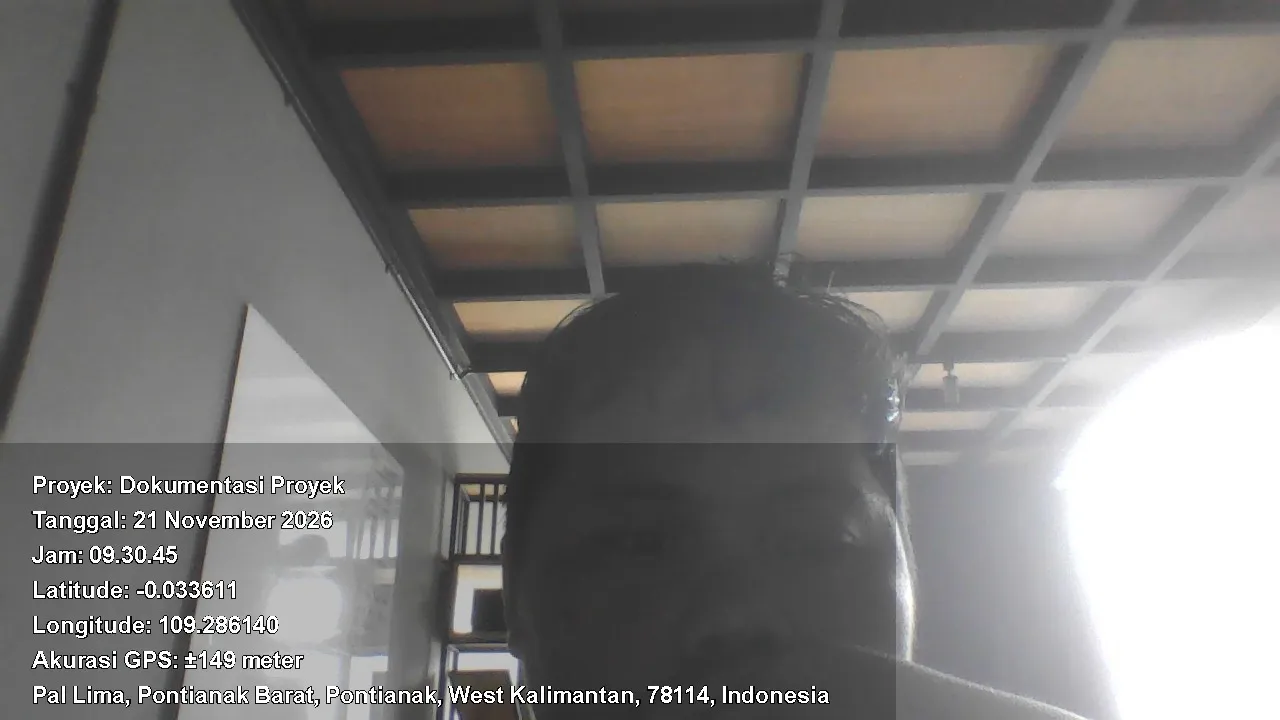 Proyek: Dokumentasi Proyek
Tanggal: 21 November 2026
Jam: 09.30.45
Latitude: -0.033611
Longitude: 109.286140
Akurasi GPS: ±149 meter
Pal Lima, Pontianak Barat, Pontianak, West Kalimantan, 78114, Indonesia